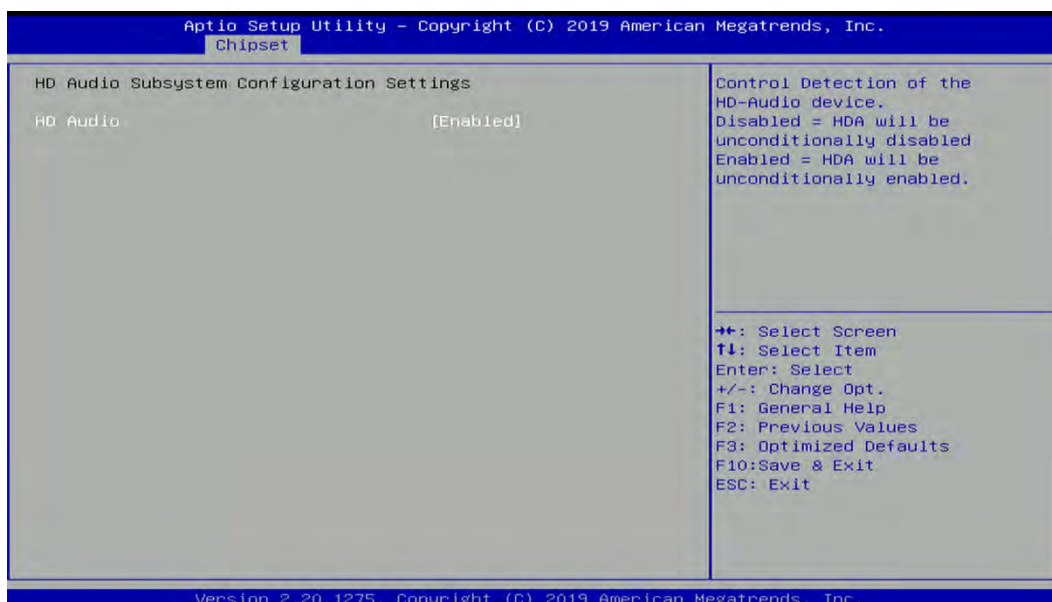 Aptio Setup Utility – Copyright (C) 2019 American Megatrends, Inc.
Chipset
HD Audio Subsystem Configuration Settings
HD Audio [Enabled]
Control Detection of the
HD-Audio device.
Disabled = HDA will be
unconditionally disabled
Enabled = HDA will be
unconditionally enabled.
→←: Select Screen
↑↓: Select Item
Enter: Select
+/-: Change Opt.
F1: General Help
F2: Previous Values
F3: Optimized Defaults
F10:Save & Exit
ESC: Exit
Version 2.20.1275. Copyright (C) 2019 American Megatrends, Inc.